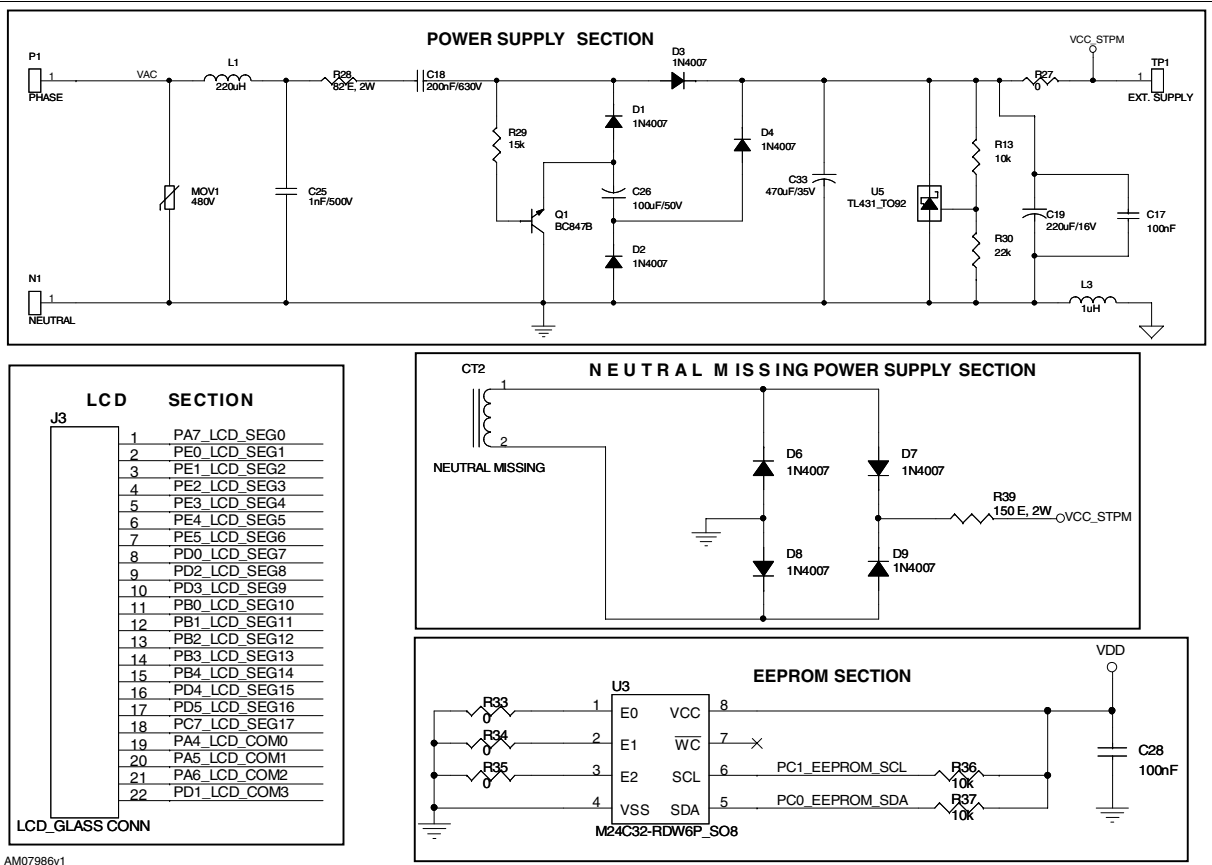 POWER SUPPLY SECTION
P1
1
PHASE
VAC
L1
220uH
R28
82 E, 2W
C18
200nF/630V
D3
1N4007
VCC_STPM
R27
0
1
TP1
EXT. SUPPLY
R29
15k
D1
1N4007
D4
1N4007
R13
10k
MOV1
480V
C25
1nF/500V
C26
100uF/50V
C33
470uF/35V
U5
TL431_TO92
C19
220uF/16V
C17
100nF
Q1
BC847B
D2
1N4007
R30
22k
N1
1
NEUTRAL
L3
1uH
LCD SECTION
J3
1 PA7_LCD_SEG0
2 PE0_LCD_SEG1
3 PE1_LCD_SEG2
4 PE2_LCD_SEG3
5 PE3_LCD_SEG4
6 PE4_LCD_SEG5
7 PE5_LCD_SEG6
8 PD0_LCD_SEG7
9 PD2_LCD_SEG8
10 PD3_LCD_SEG9
11 PB0_LCD_SEG10
12 PB1_LCD_SEG11
13 PB2_LCD_SEG12
14 PB3_LCD_SEG13
15 PB4_LCD_SEG14
16 PD4_LCD_SEG15
17 PD5_LCD_SEG16
18 PC7_LCD_SEG17
19 PA4_LCD_COM0
20 PA5_LCD_COM1
21 PA6_LCD_COM2
22 PD1_LCD_COM3
LCD_GLASS CONN
NEUTRAL MISSING POWER SUPPLY SECTION
CT2
1
2
NEUTRAL MISSING
D6
1N4007
D7
1N4007
R39
150 E, 2W
VCC_STPM
D8
1N4007
D9
1N4007
EEPROM SECTION
VDD
U3
R33
0
1 E0 VCC 8
R34
0
2 E1 WC 7
R35
0
3 E2 SCL 6 PC1_EEPROM_SCL
R36
10k
4 VSS SDA 5 PC0_EEPROM_SDA
R37
10k
M24C32-RDW6P_SO8
C28
100nF
AM07986v1